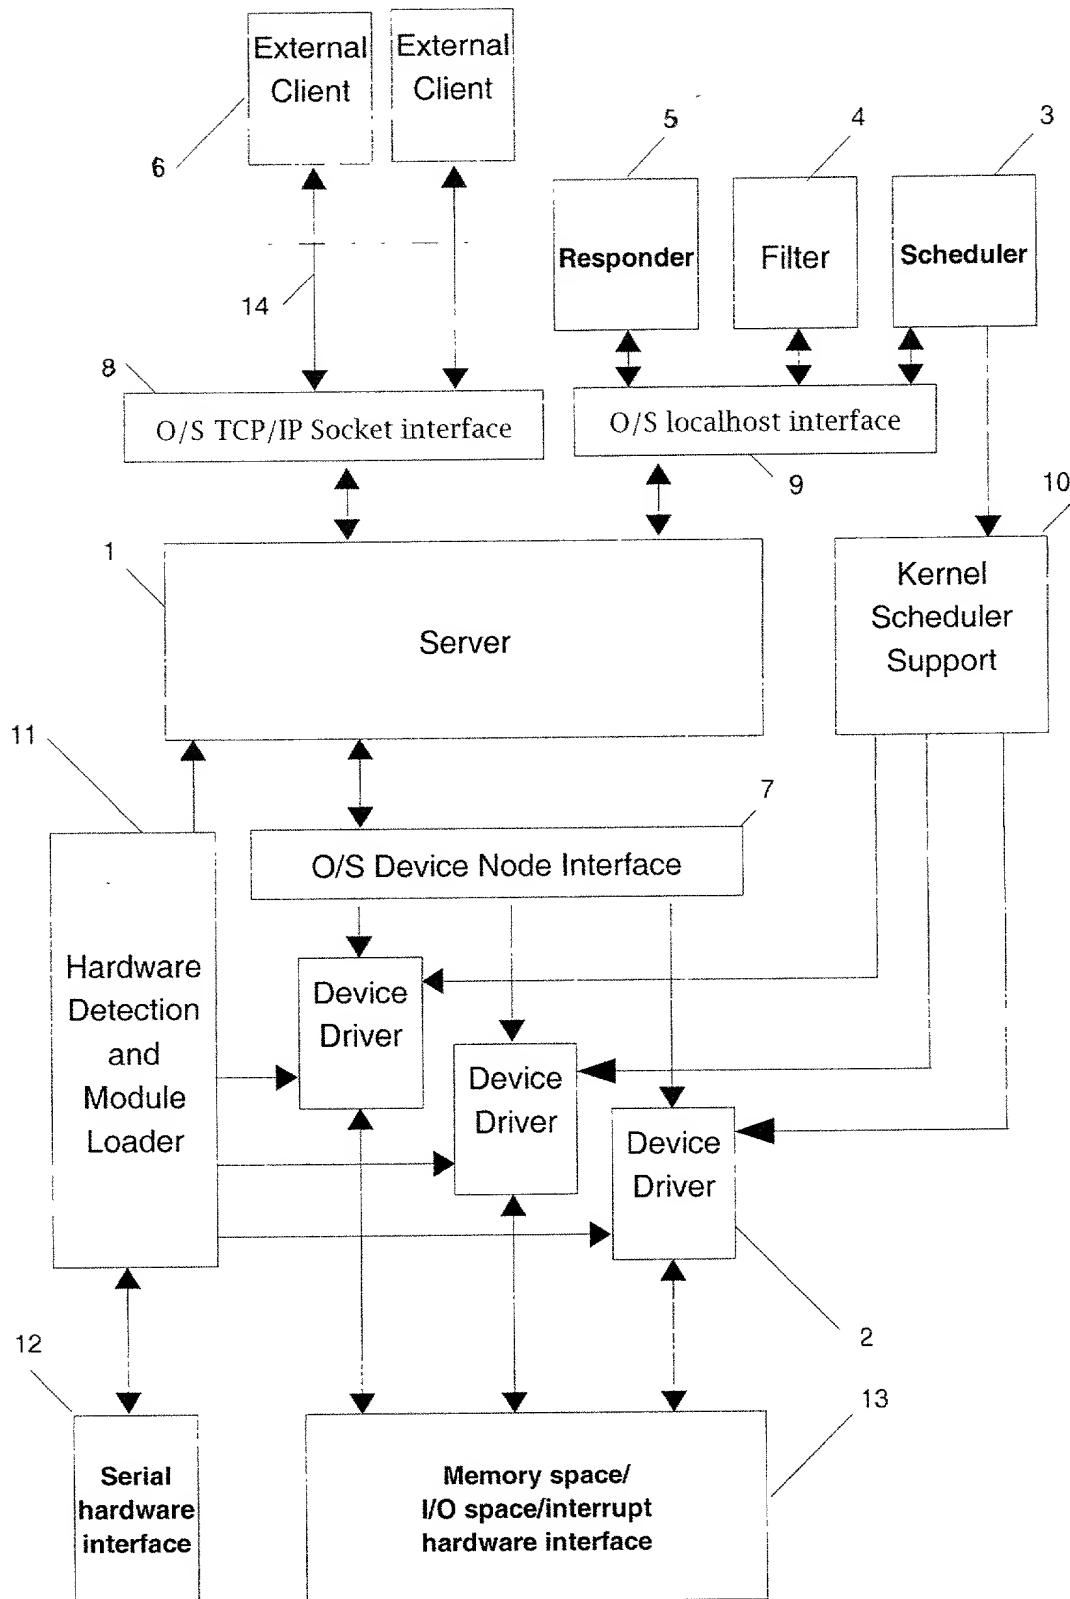 External
Client
External
Client
6
5
4
3
Responder
Filter
Scheduler
14
8
O/S TCP/IP Socket interface
O/S localhost interface
9
10
1
Server
Kernel
Scheduler
Support
11
7
O/S Device Node Interface
Hardware
Detection
and
Module
Loader
Device
Driver
Device
Driver
Device
Driver
2
12
13
Serial
hardware
interface
Memory space/
I/O space/interrupt
hardware interface